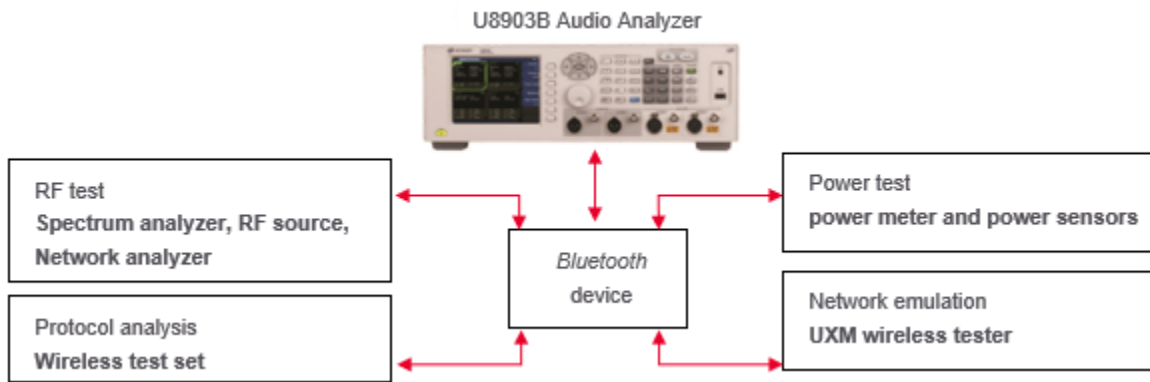 U8903B Audio Analyzer
RF test
Spectrum analyzer, RF source,
Network analyzer
Power test
power meter and power sensors
Bluetooth
device
Protocol analysis
Wireless test set
Network emulation
UXM wireless tester